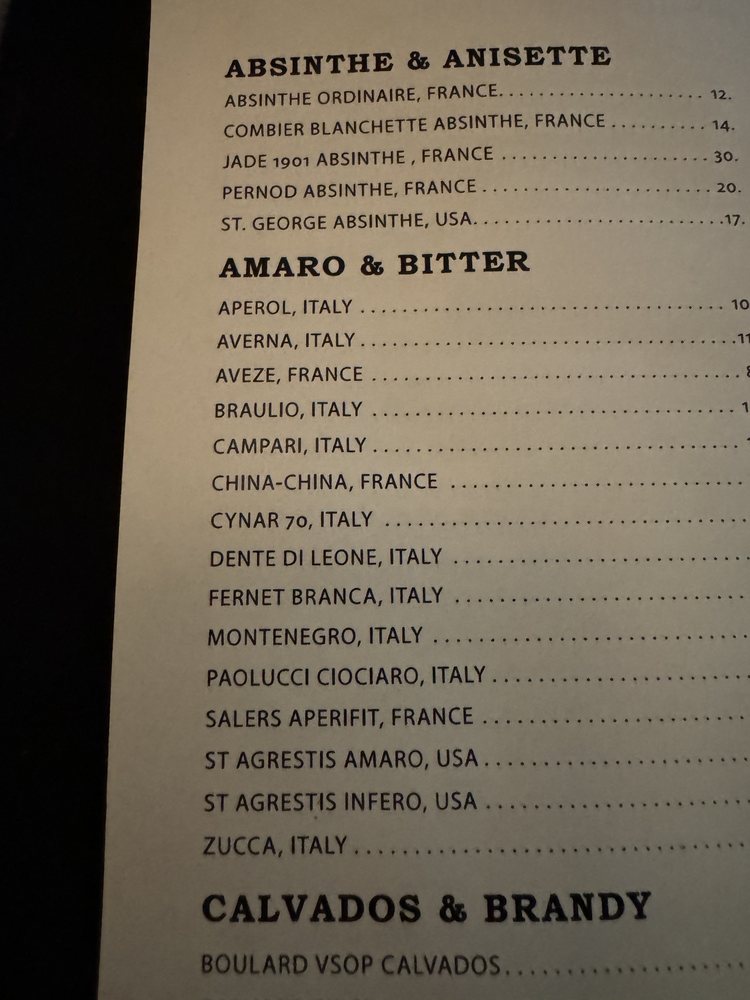 ABSINTHE & ANISETTE
ABSINTHE ORDINAIRE, FRANCE. . . . . . . . . . . . . . . . . . . . . . 12.
COMBIER BLANCHETTE ABSINTHE, FRANCE . . . . . . . . . . 14.
JADE 1901 ABSINTHE , FRANCE . . . . . . . . . . . . . . . . . . . . . . 30.
PERNOD ABSINTHE, FRANCE . . . . . . . . . . . . . . . . . . . . . . . . 20.
ST. GEORGE ABSINTHE, USA. . . . . . . . . . . . . . . . . . . . . . . . . .17.
AMARO & BITTER
APEROL, ITALY . . . . . . . . . . . . . . . . . . . . . . . . . . . . . . . . . . . . . 10
AVERNA, ITALY . . . . . . . . . . . . . . . . . . . . . . . . . . . . . . . . . . . . .11
AVEZE, FRANCE . . . . . . . . . . . . . . . . . . . . . . . . . . . . . . . . . . .
BRAULIO, ITALY . . . . . . . . . . . . . . . . . . . . . . . . . . . . . . . . . . . 1
CAMPARI, ITALY . . . . . . . . . . . . . . . . . . . . . . . . . . . . . . . . . . .
CHINA-CHINA, FRANCE . . . . . . . . . . . . . . . . . . . . . . . . . . .
CYNAR 70, ITALY . . . . . . . . . . . . . . . . . . . . . . . . . . . . . . . . .
DENTE DI LEONE, ITALY . . . . . . . . . . . . . . . . . . . . . . . . . . .
FERNET BRANCA, ITALY . . . . . . . . . . . . . . . . . . . . . . . . . . .
MONTENEGRO, ITALY . . . . . . . . . . . . . . . . . . . . . . . . . . . . .
PAOLUCCI CIOCIARO, ITALY . . . . . . . . . . . . . . . . . . . . . . . .
SALERS APERIFIT, FRANCE . . . . . . . . . . . . . . . . . . . . . . . . .
ST AGRESTIS AMARO, USA . . . . . . . . . . . . . . . . . . . . . . . . .
ST AGRESTIS INFERO, USA . . . . . . . . . . . . . . . . . . . . . . . . .
ZUCCA, ITALY . . . . . . . . . . . . . . . . . . . . . . . . . . . . . . . . . . . . .
CALVADOS & BRANDY
BOULARD VSOP CALVADOS. . . . . . . . . . . . . . . . . . . . . . .